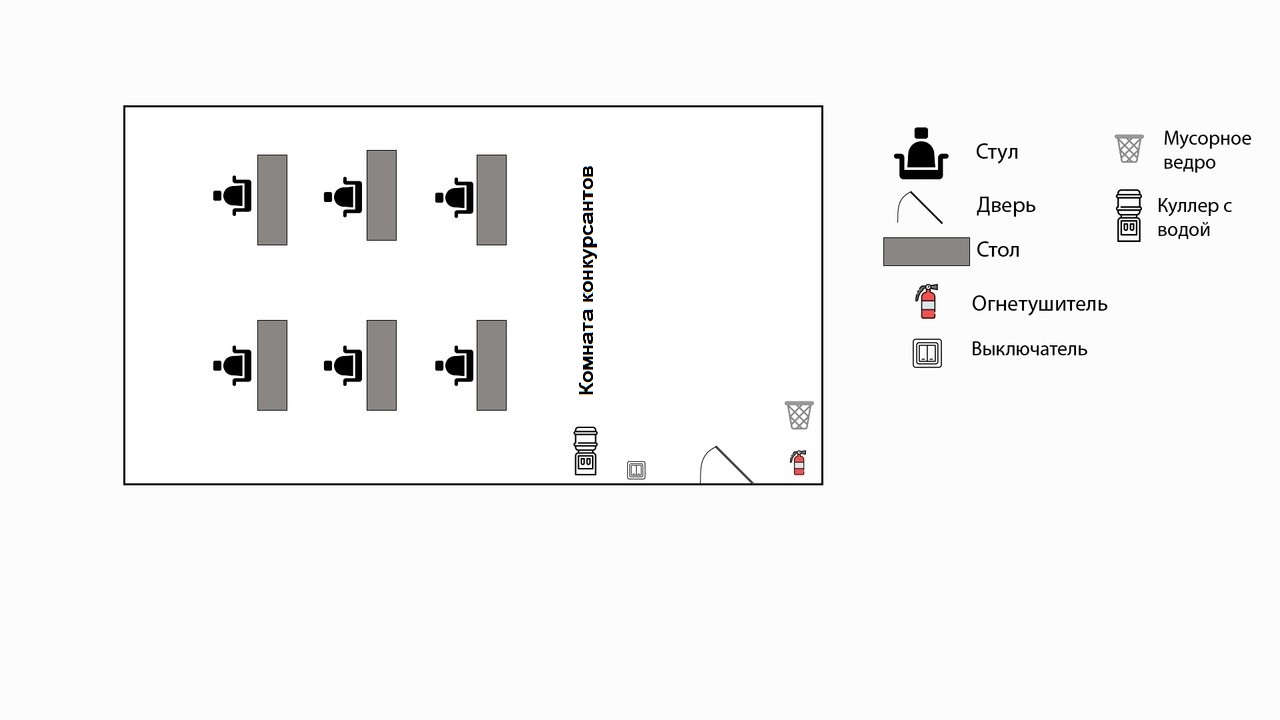 Комната конкурсантов
Стул
Дверь
Стол
Огнетушитель
Выключатель
Мусорное
ведро
Куллер с
водой